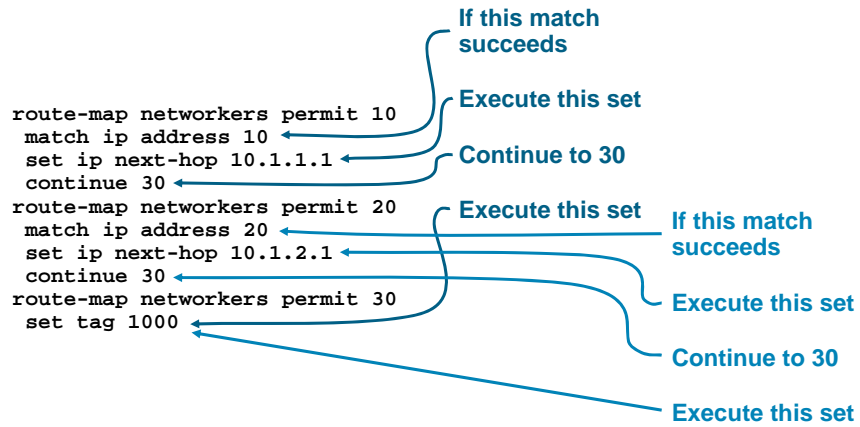 If this match
succeeds
Execute this set
Continue to 30
Execute this set
route-map networkers permit 10
match ip address 10
set ip next-hop 10.1.1.1
continue 30
route-map networkers permit 20
match ip address 20
set ip next-hop 10.1.2.1
continue 30
route-map networkers permit 30
set tag 1000
If this match
succeeds
Execute this set
Continue to 30
Execute this set